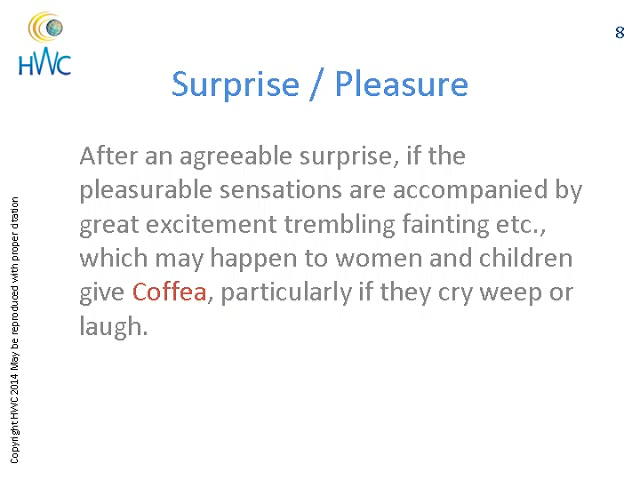 8
HWC
Surprise / Pleasure
After an agreeable surprise, if the
pleasurable sensations are accompanied by
great excitement trembling fainting etc.,
which may happen to women and children
give Coffea, particularly if they cry weep or
laugh.
Copyright HWC 2014 May be reproduced with proper citation